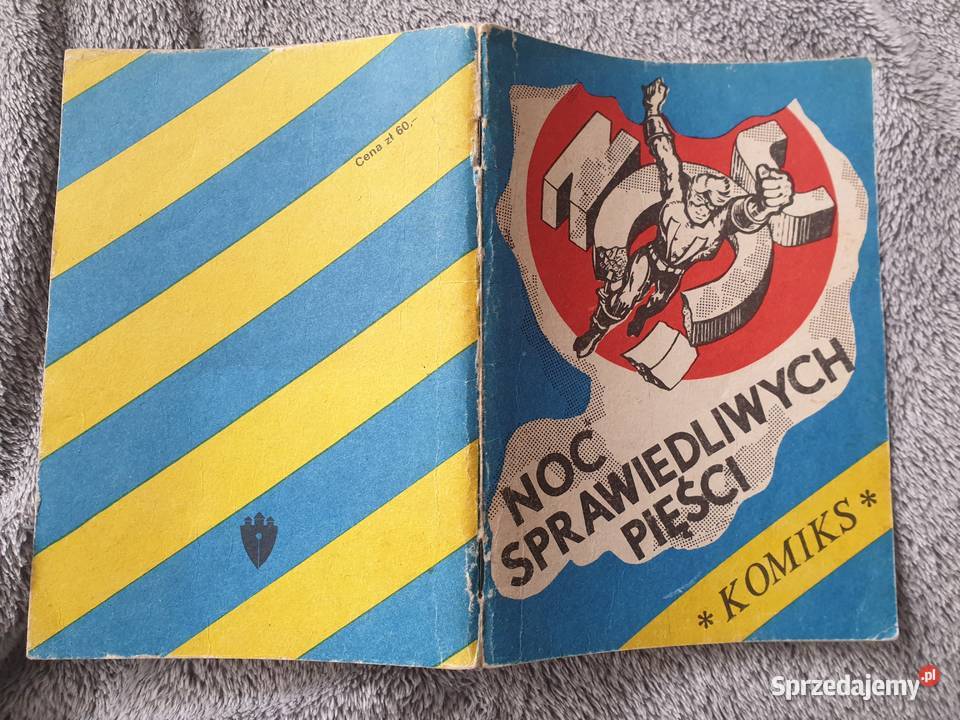 Cena zł 60,-
NOC
SPRAWIEDLIWYCH
PIĘŚCI
* KOMIKS *
Sprzedajemy.pl